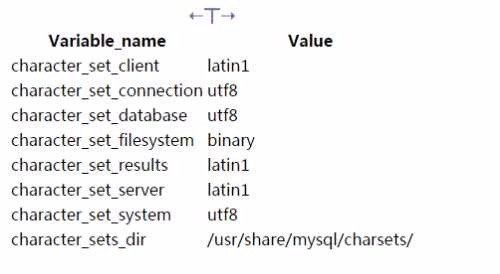 ←T→
Variable_name Value
character_set_client latin1
character_set_connection utf8
character_set_database utf8
character_set_filesystem binary
character_set_results latin1
character_set_server latin1
character_set_system utf8
character_sets_dir /usr/share/mysql/charsets/